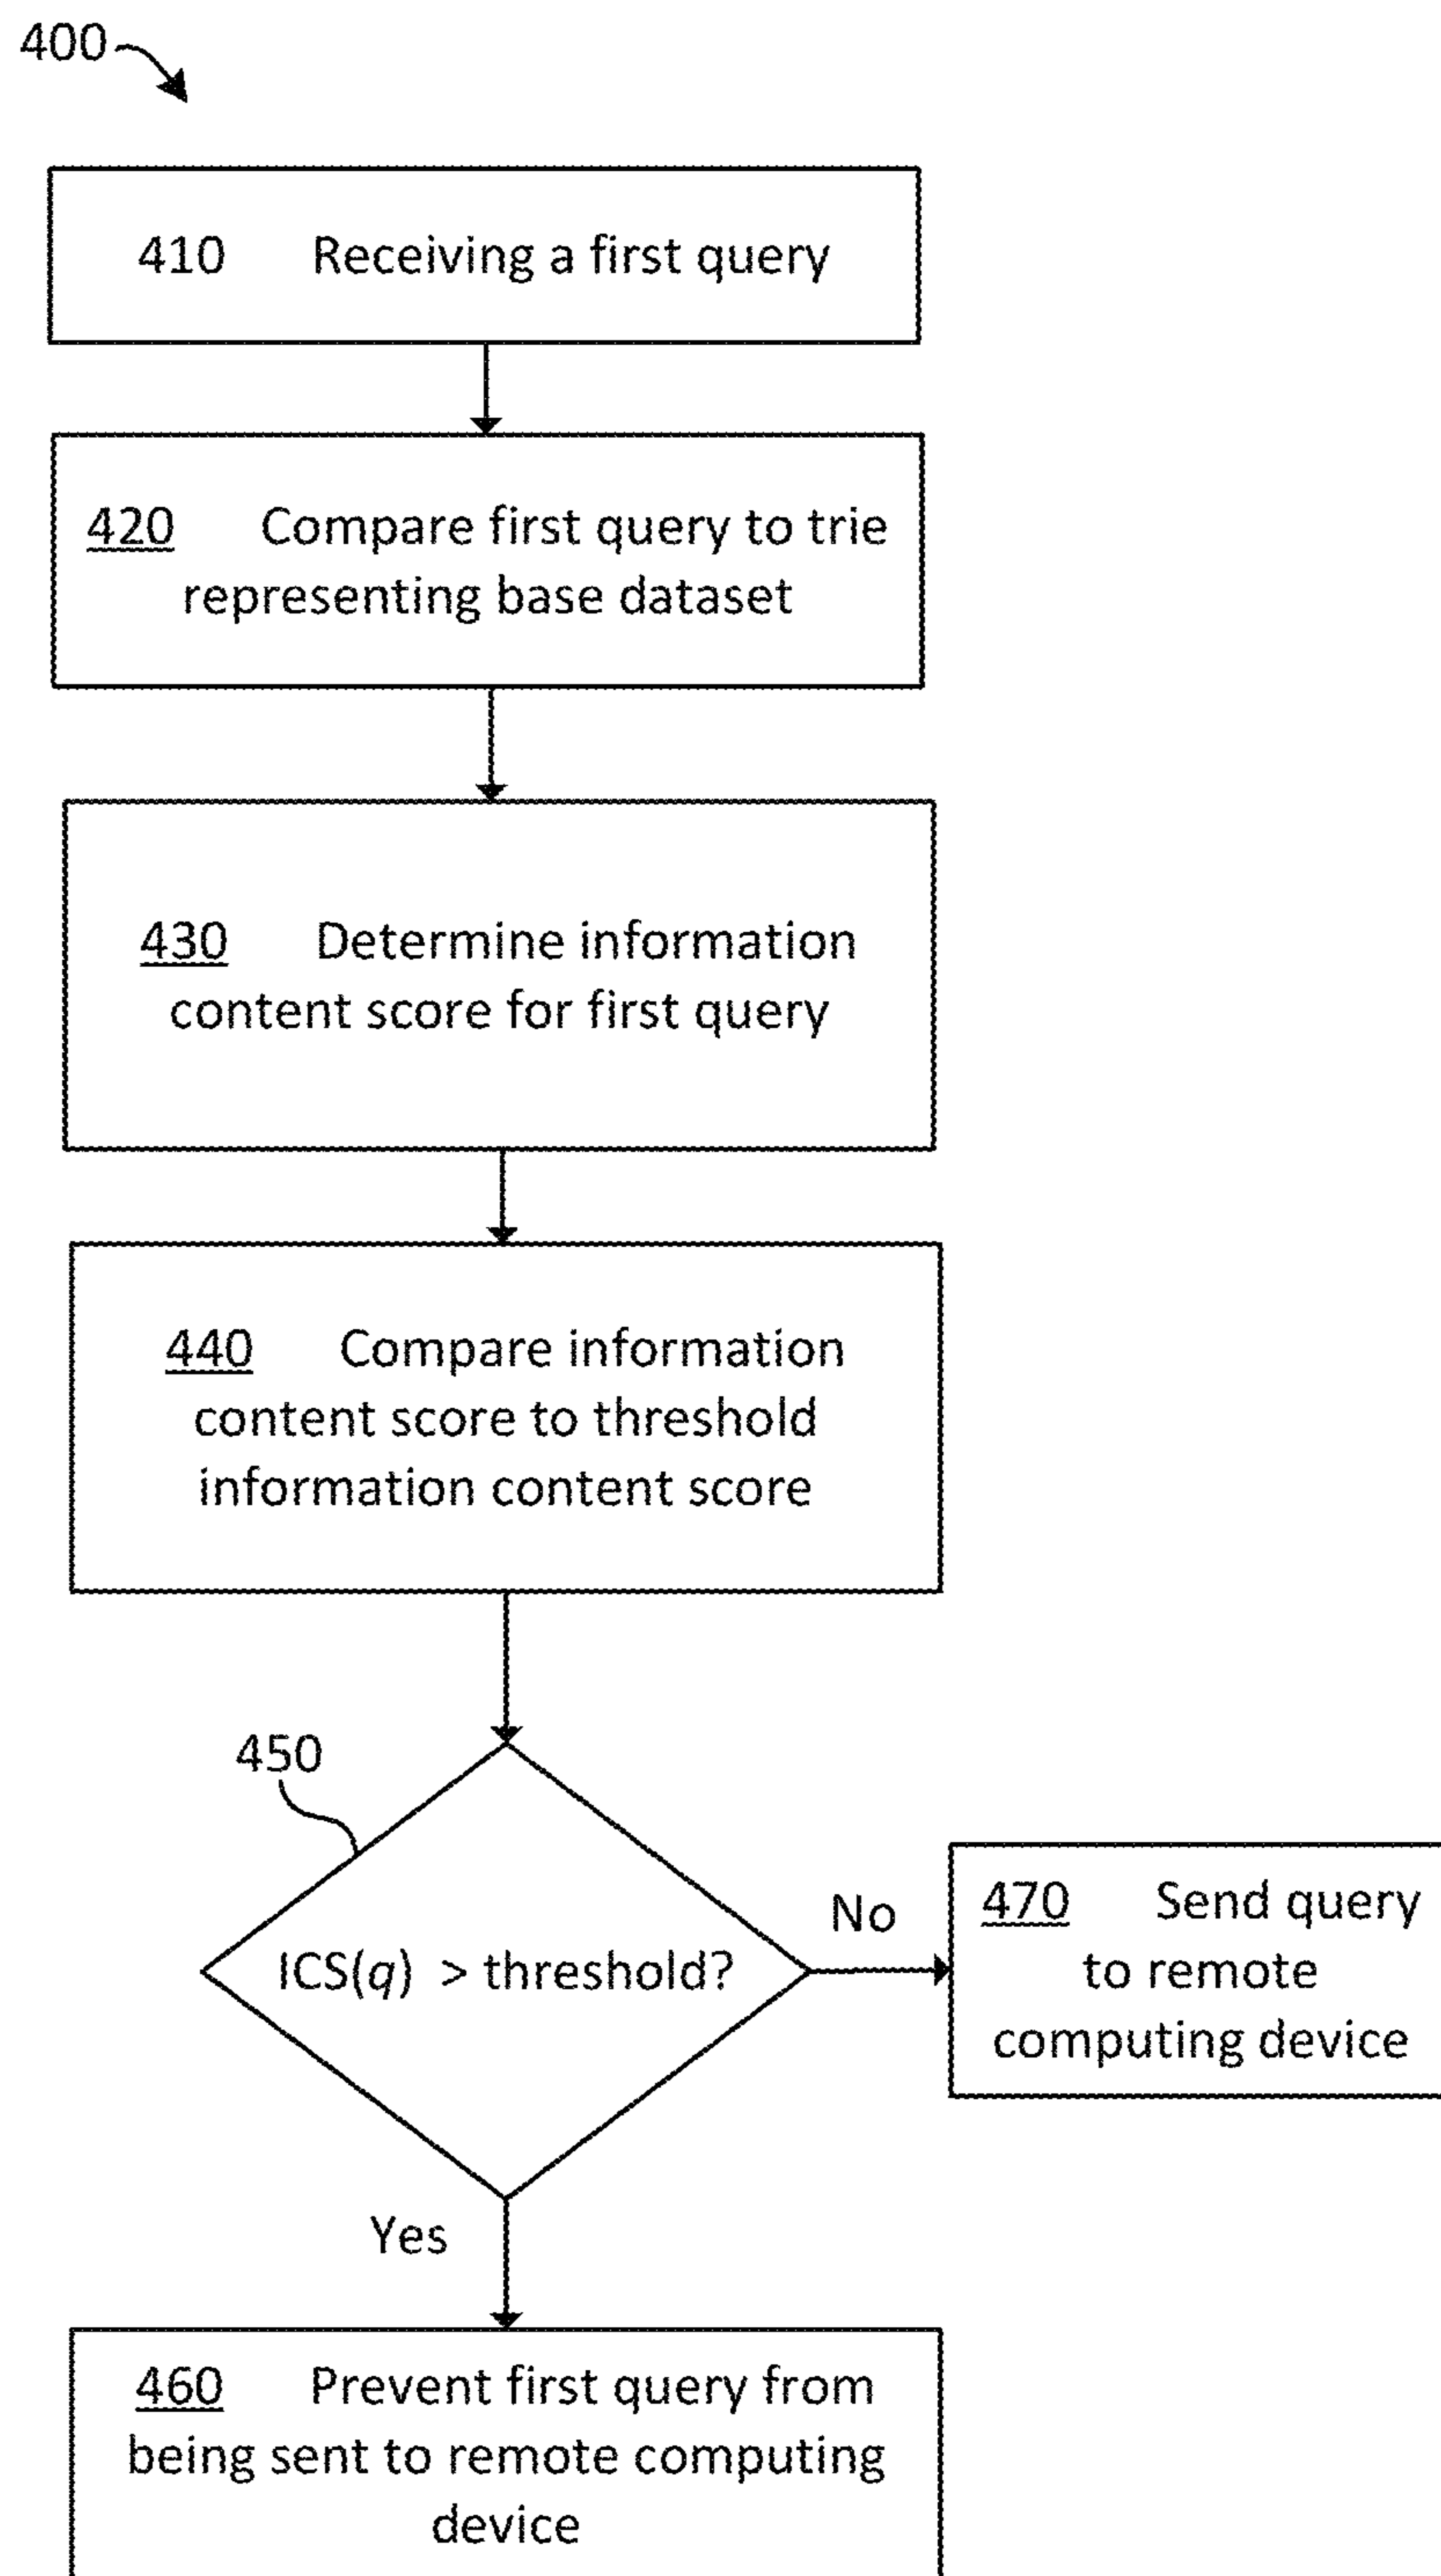 400
410 Receiving a first query
420 Compare first query to trie
representing base dataset
430 Determine information
content score for first query
440 Compare information
content score to threshold
information content score
450
ICS(q) > threshold?
No
470 Send query
to remote
computing device
Yes
460 Prevent first query from
being sent to remote computing
device